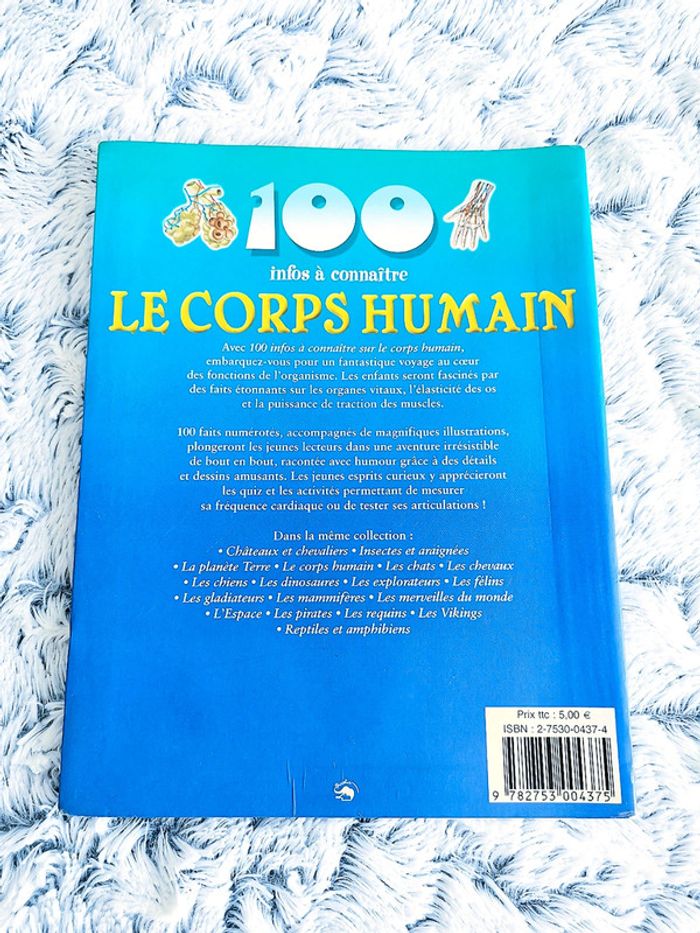 100
infos à connaître
LE CORPS HUMAIN
Avec 100 infos à connaître sur le corps humain,
embarquez-vous pour un fantastique voyage au cœur
des fonctions de l'organisme. Les enfants seront fascinés par
des faits étonnants sur les organes vitaux, l'élasticité des os
et la puissance de traction des muscles.
100 faits numérotés, accompagnés de magnifiques illustrations,
plongeront les jeunes lecteurs dans une aventure irrésistible
de bout en bout, racontée avec humour grâce à des détails
et dessins amusants. Les jeunes esprits curieux y apprécieront
les quiz et les activités permettant de mesurer
sa fréquence cardiaque ou de tester ses articulations !
Dans la même collection :
• Châteaux et chevaliers • Insectes et araignées
• La planète Terre • Le corps humain • Les chats • Les chevaux
• Les chiens • Les dinosaures • Les explorateurs • Les félins
• Les gladiateurs • Les mammifères • Les merveilles du monde
• L'Espace • Les pirates • Les requins • Les Vikings
• Reptiles et amphibiens
Prix ttc : 5,00 €
ISBN : 2-7530-0437-4
9 782753 004375